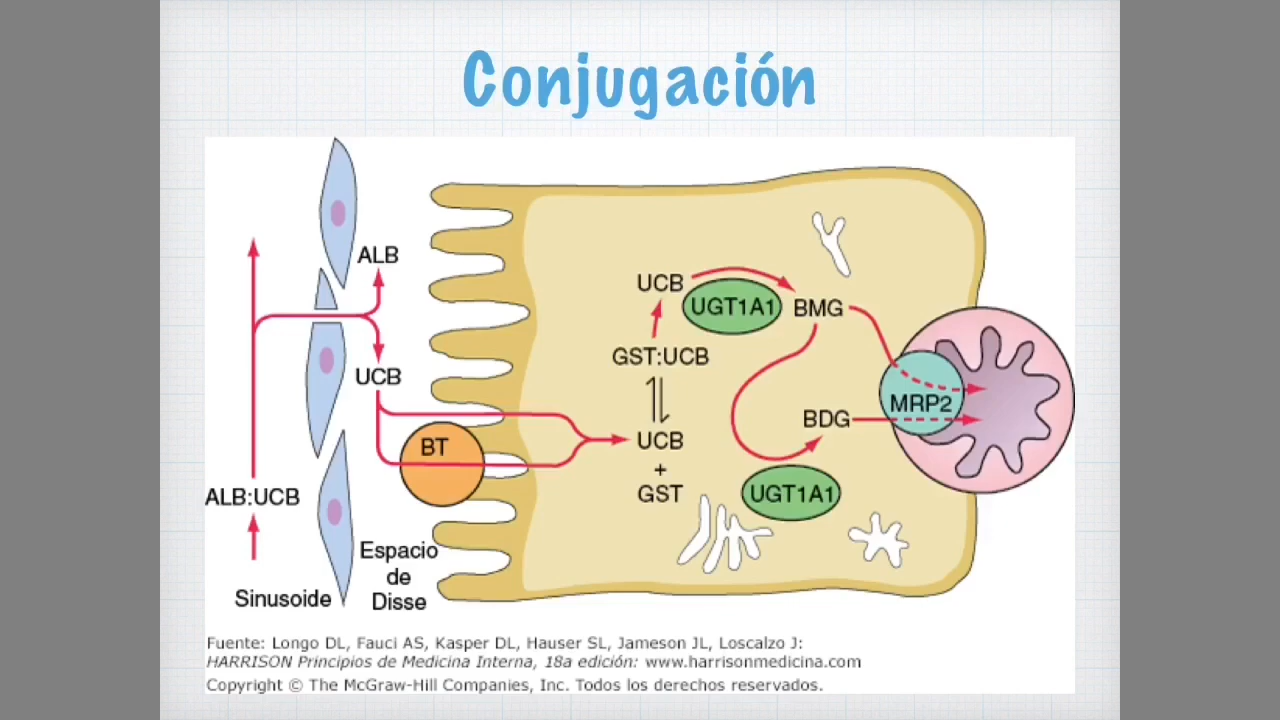 Conjugación
ALB
UCB
UCB
UGT1A1
BMG
GST:UCB
MRP2
BDG
BT
UCB
+
GST
UGT1A1
ALB:UCB
Espacio
de
Disse
Sinusoide
Fuente: Longo DL, Fauci AS, Kasper DL, Hauser SL, Jameson JL, Loscalzo J:
HARRISON Principios de Medicina Interna, 18a edición: www.harrisonmedicina.com
Copyright © The McGraw-Hill Companies, Inc. Todos los derechos reservados.